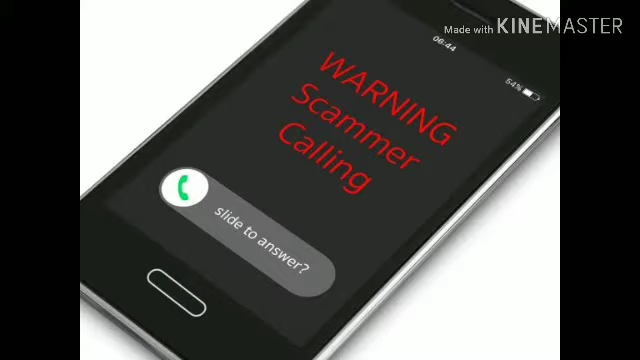 Made with KINEMASTER
06:44
54%
WARNING
Scammer
Calling
slide to answer?